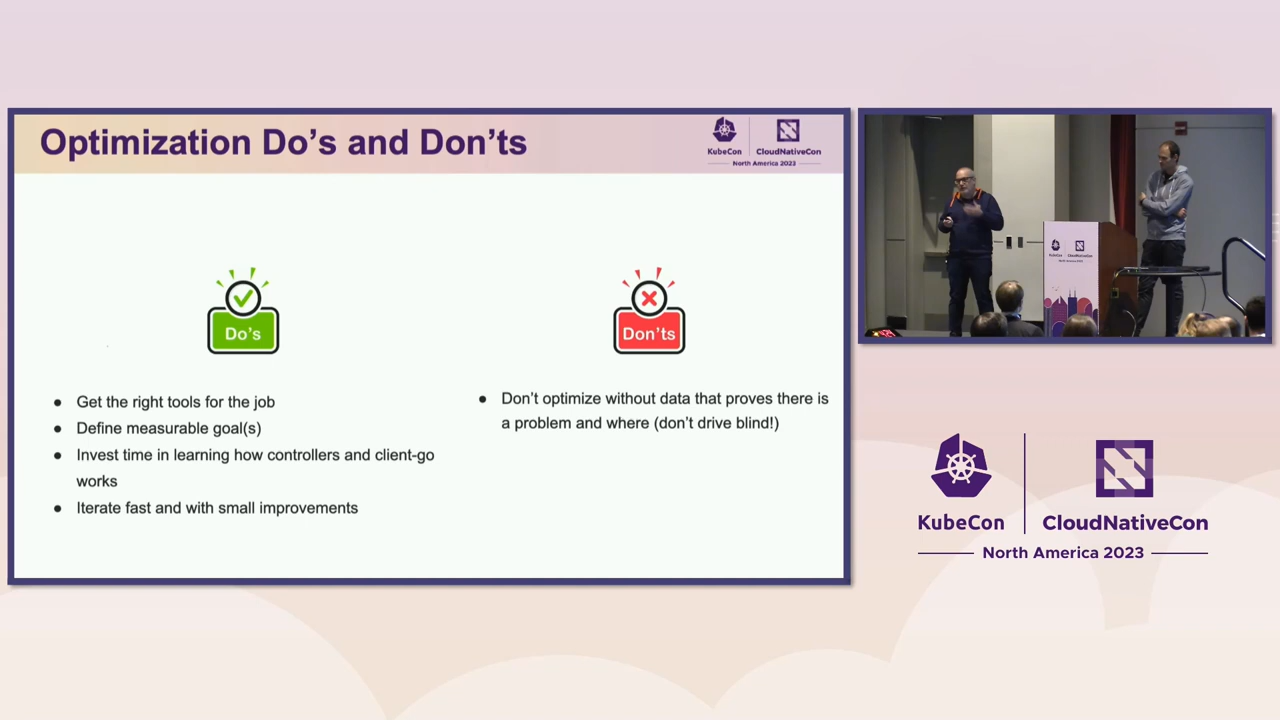 Optimization Do's and Don'ts
KubeCon
CloudNativeCon
North America 2023
Do's
Don'ts
● Get the right tools for the job
● Define measurable goal(s)
● Invest time in learning how controllers and client-go
works
● Iterate fast and with small improvements
● Don't optimize without data that proves there is
a problem and where (don't drive blind!)
KubeCon
CloudNativeCon
North America 2023